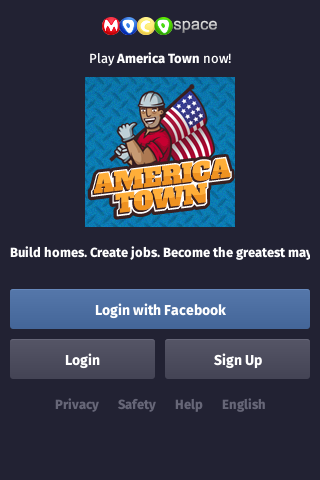 MOCOspace
Play America Town now!
AMERICA
TOWN
Build homes. Create jobs. Become the greatest may
Login with Facebook
Login Sign Up
Privacy Safety Help English